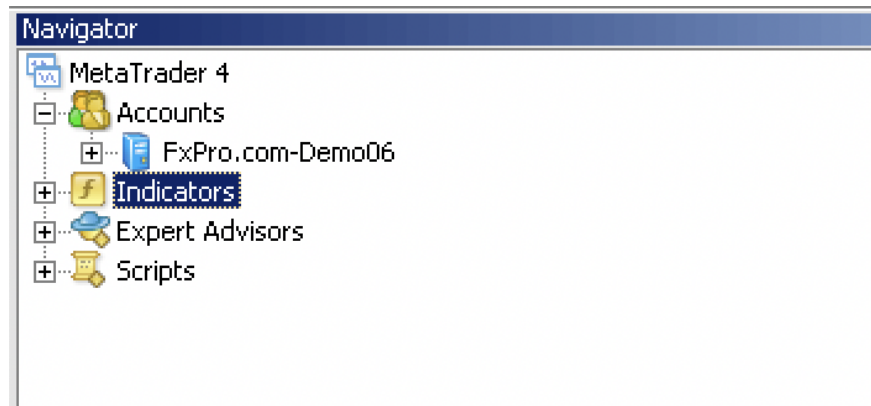 Navigator
MetaTrader 4
Accounts
FxPro.com-Demo06
Indicators
Expert Advisors
Scripts